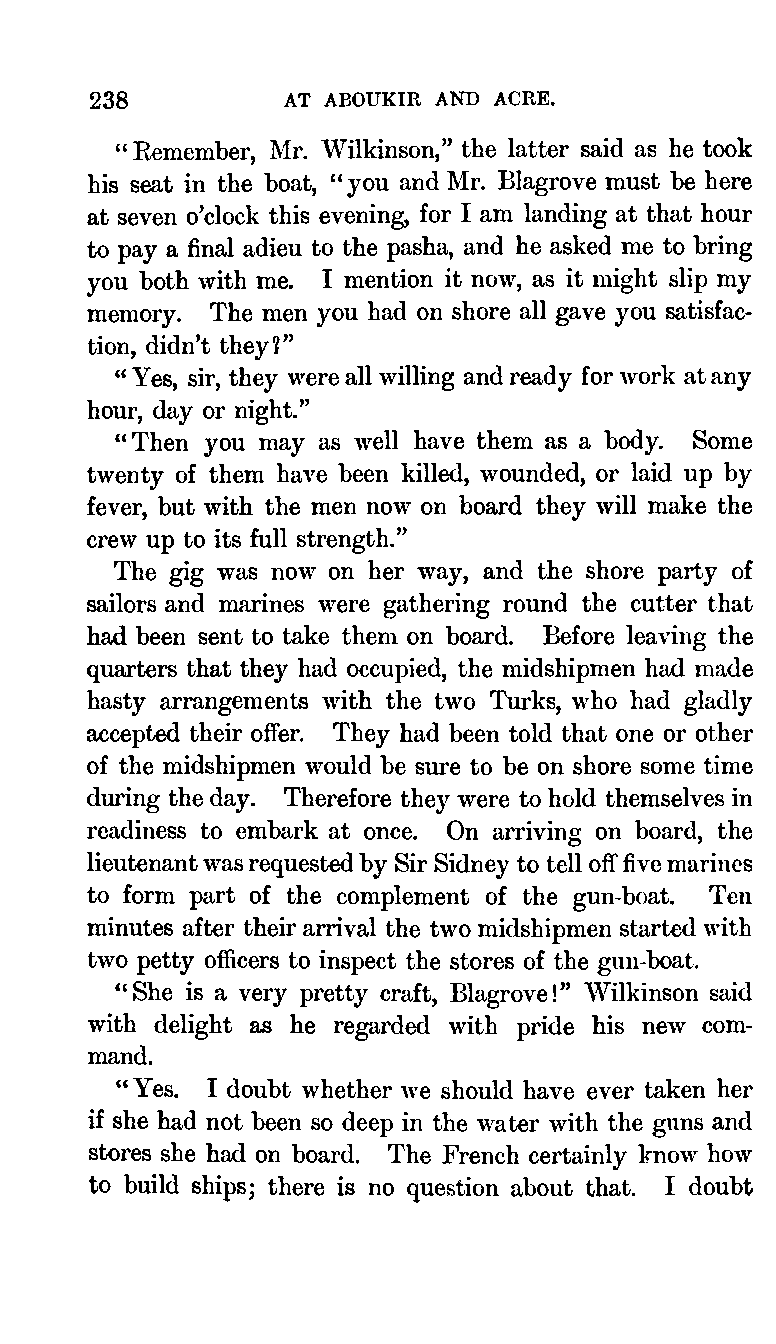 238 AT ABOUKIR AND ACRE.
“Remember, Mr. Wilkinson,” the latter said as he took
his seat in the boat, “you and Mr. Blagrove must be here
at seven o’clock this evening, for I am landing at that hour
to pay a final adieu to the pasha, and he asked me to bring
you both with me. I mention it now, as it might slip my
memory. The men you had on shore all gave you satisfac-
tion, didn’t they?”
“Yes, sir, they were all willing and ready for work at any
hour, day or night.”
“Then you may as well have them as a body. Some
twenty of them have been killed, wounded, or laid up by
fever, but with the men now on board they will make the
crew up to its full strength.”
The gig was now on her way, and the shore party of
sailors and marines were gathering round the cutter that
had been sent to take them on board. Before leaving the
quarters that they had occupied, the midshipmen had made
hasty arrangements with the two Turks, who had gladly
accepted their offer. They had been told that one or other
of the midshipmen would be sure to be on shore some time
during the day. Therefore they were to hold themselves in
readiness to embark at once. On arriving on board, the
lieutenant was requested by Sir Sidney to tell off five marines
to form part of the complement of the gun-boat. Ten
minutes after their arrival the two midshipmen started with
two petty officers to inspect the stores of the gun-boat.
“She is a very pretty craft, Blagrove!” Wilkinson said
with delight as he regarded with pride his new com-
mand.
“Yes. I doubt whether we should have ever taken her
if she had not been so deep in the water with the guns and
stores she had on board. The French certainly know how
to build ships; there is no question about that. I doubt